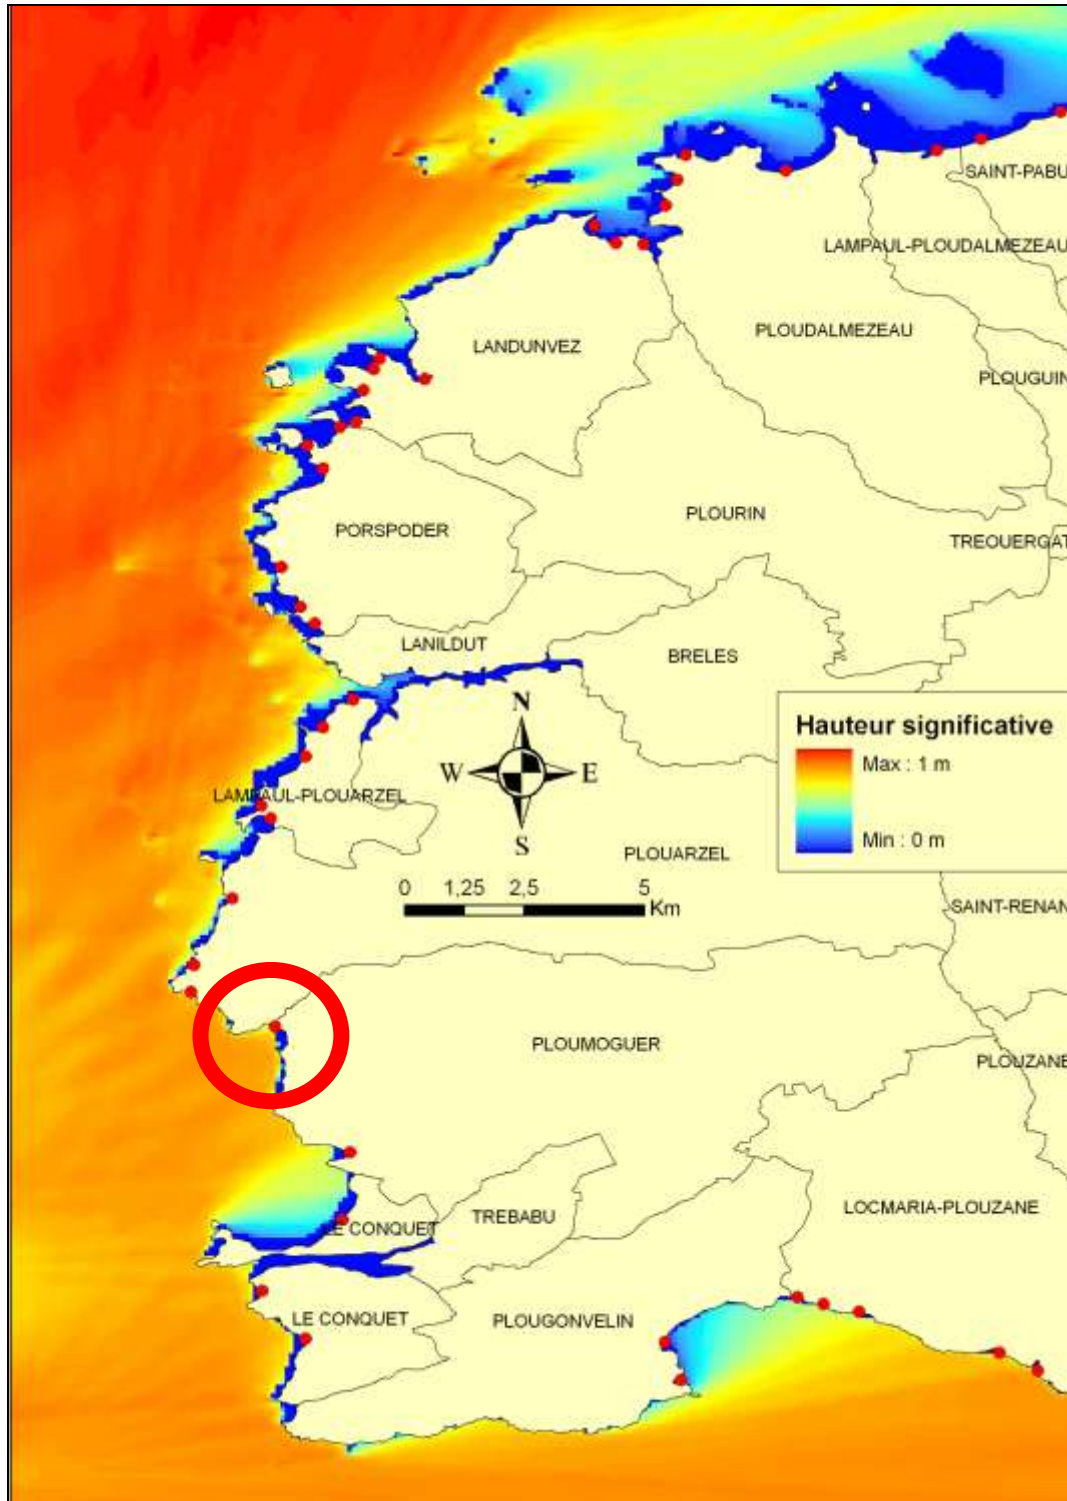 SAINT-PABU
LAMPAUL-PLOUDALMEZEAU
PLOUDALMEZEAU
LANDUNVEZ
PLOUGUIN
PLOURIN
PORSPODER
TREOUERGAT
LANILDUT
BRELES
Hauteur significative
Max : 1 m
Min : 0 m
N
W E
S
LAMPAUL-PLOUARZEL
PLOUARZEL
0 1,25 2,5 5
Km
SAINT-RENAN
PLOUMOGUER
PLOUZANE
LOCMARIA-PLOUZANE
TREBABU
LE CONQUET
LE CONQUET
PLOUGONVELIN